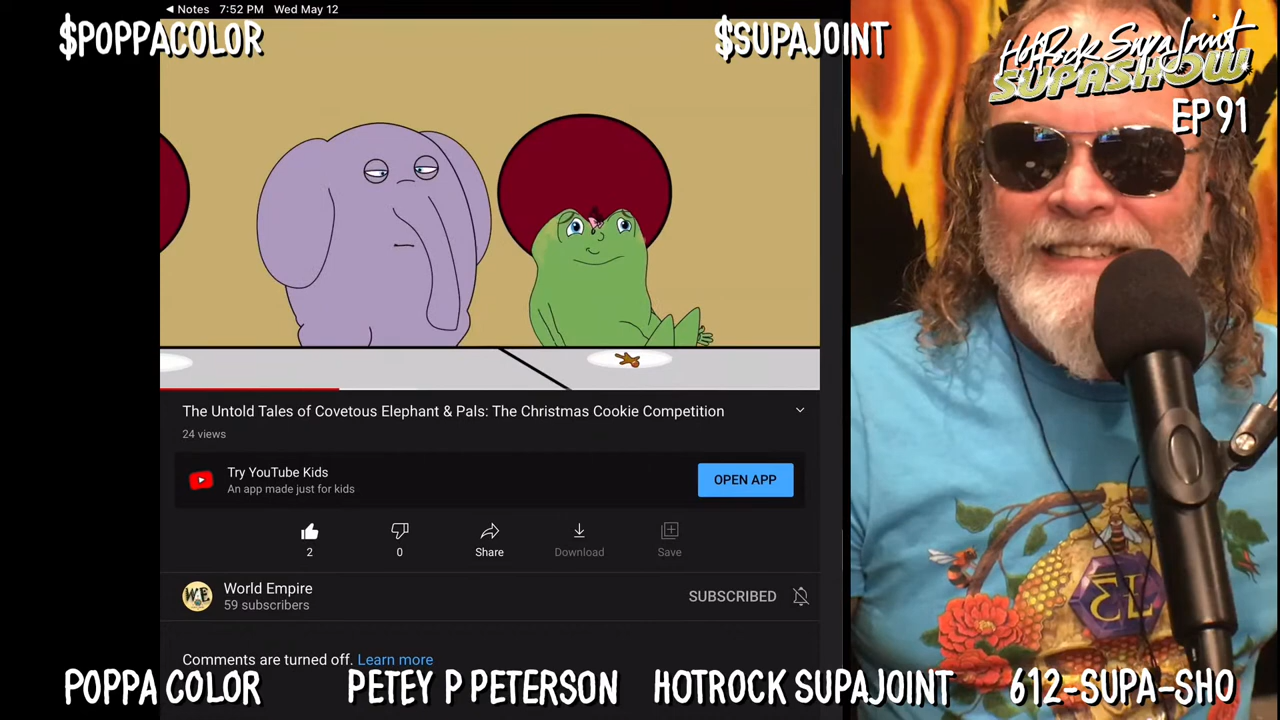 Notes 7:52 PM Wed May 12
$POPPACOLOR
$SUPAJOINT
HotRock SupaJoint
SUPASHOW
EP 91
The Untold Tales of Covetous Elephant & Pals: The Christmas Cookie Competition
24 views
Try YouTube Kids
An app made just for kids
OPEN APP
2
0
Share
Download
Save
WE
World Empire
59 subscribers
SUBSCRIBED
Comments are turned off. Learn more
POPPA COLOR PETEY P PETERSON HOTROCK SUPAJOINT 612-SUPA-SHO